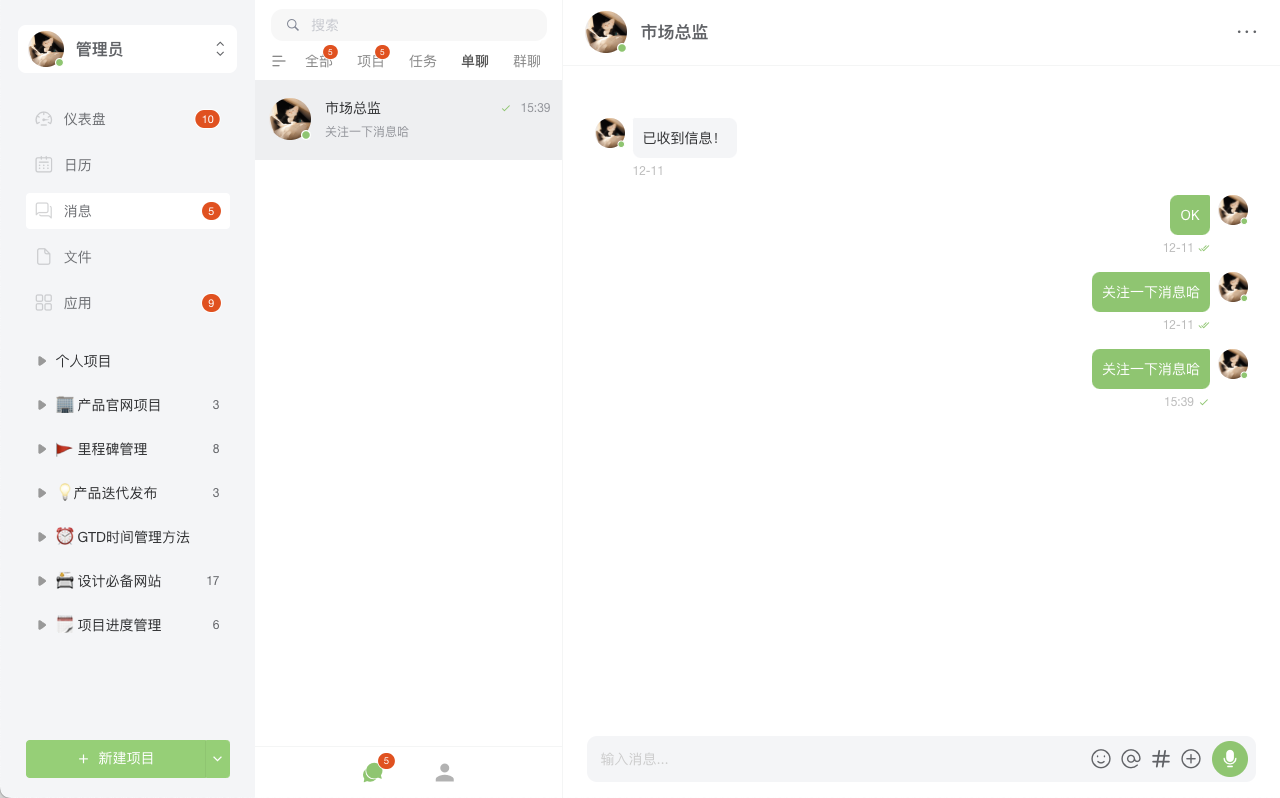 管理员
仪表盘 10
日历
消息 5
文件
应用 9
个人项目
产品官网项目 3
里程碑管理 8
产品迭代发布 3
GTD时间管理方法
设计必备网站 17
项目进度管理 6
+ 新建项目
搜索
全部 5 项目 5 任务 单聊 群聊
市场总监 15:39
关注一下消息哈
5
市场总监
已收到信息！
12-11
OK
12-11
关注一下消息哈
12-11
关注一下消息哈
15:39
输入消息...